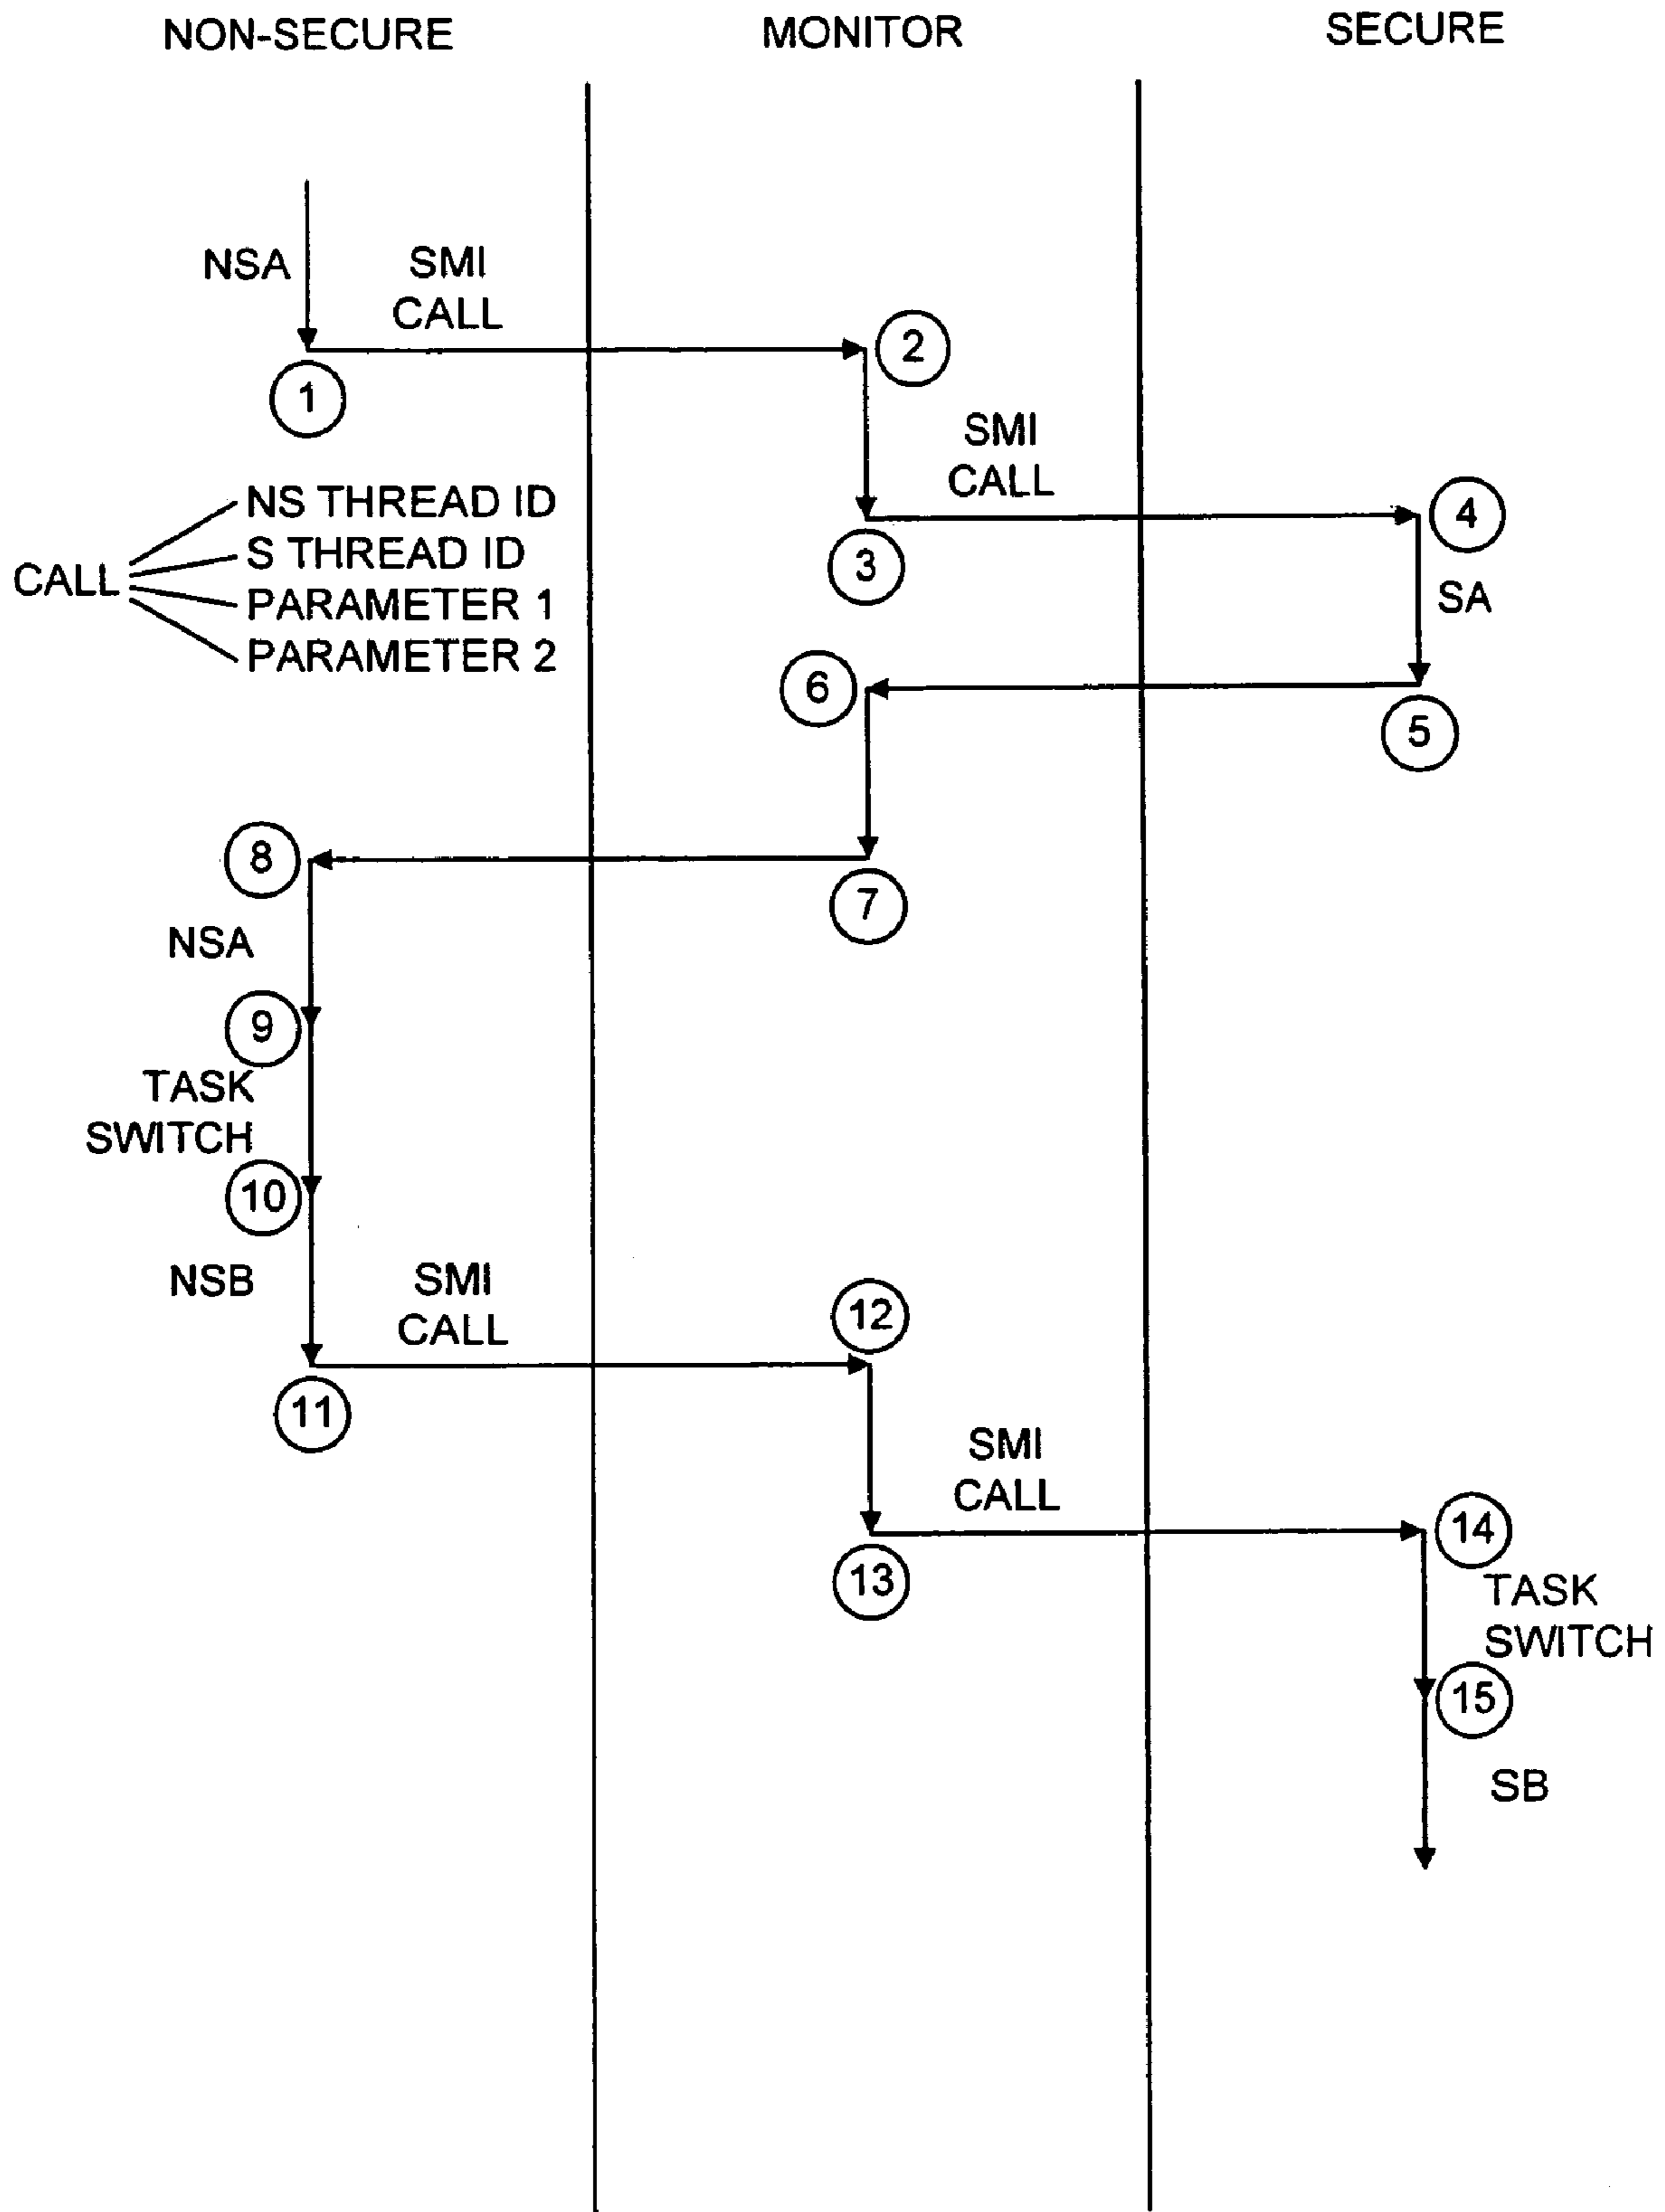 NON-SECURE
MONITOR
SECURE
NSA
SMI
CALL
2
1
SMI
CALL
4
3
CALL
NS THREAD ID
S THREAD ID
PARAMETER 1
PARAMETER 2
SA
6
5
8
7
NSA
9
TASK
SWITCH
10
NSB
SMI
CALL
12
11
SMI
CALL
14
13
TASK
SWITCH
15
SB